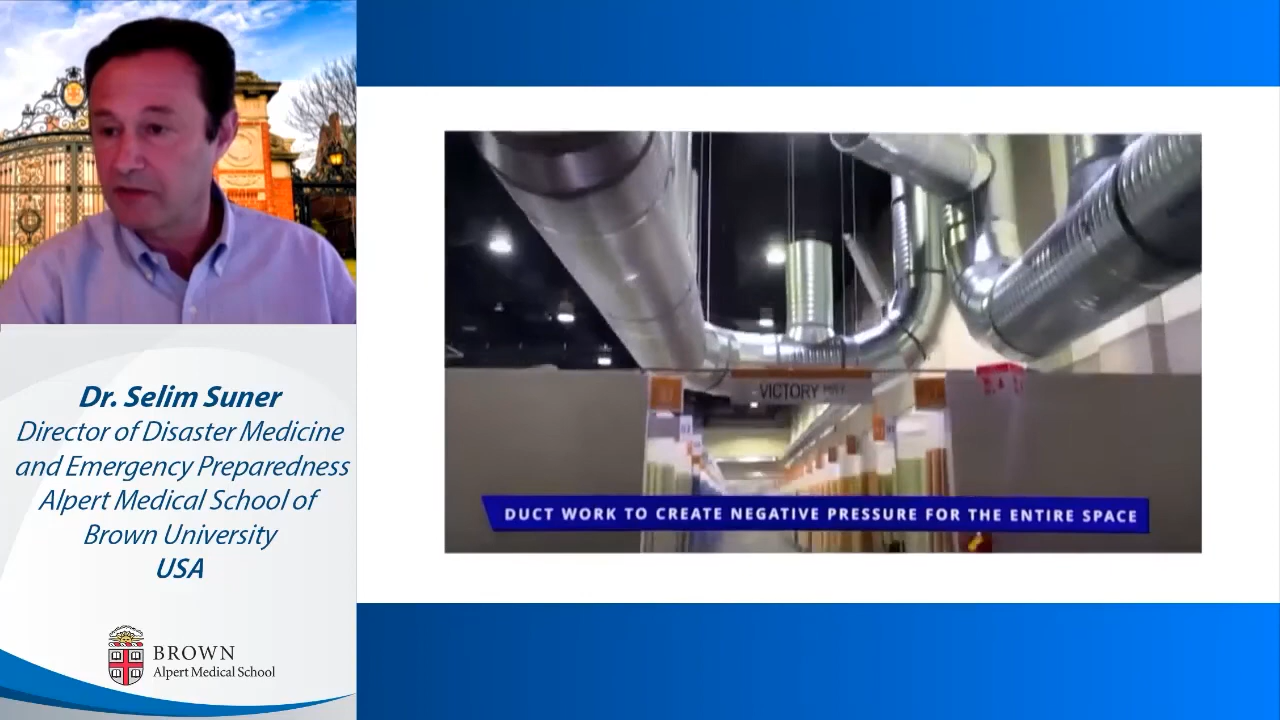 Dr. Selim Suner
Director of Disaster Medicine
and Emergency Preparedness
Alpert Medical School of
Brown University
USA
BROWN
Alpert Medical School
VICTORY
DUCT WORK TO CREATE NEGATIVE PRESSURE FOR THE ENTIRE SPACE